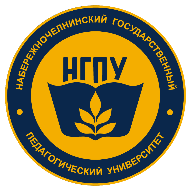 НАБЕРЕЖНОЧЕЛНИНСКИЙ ГОСУДАРСТВЕННЫЙ
НГПУ
ПЕДАГОГИЧЕСКИЙ УНИВЕРСИТЕТ